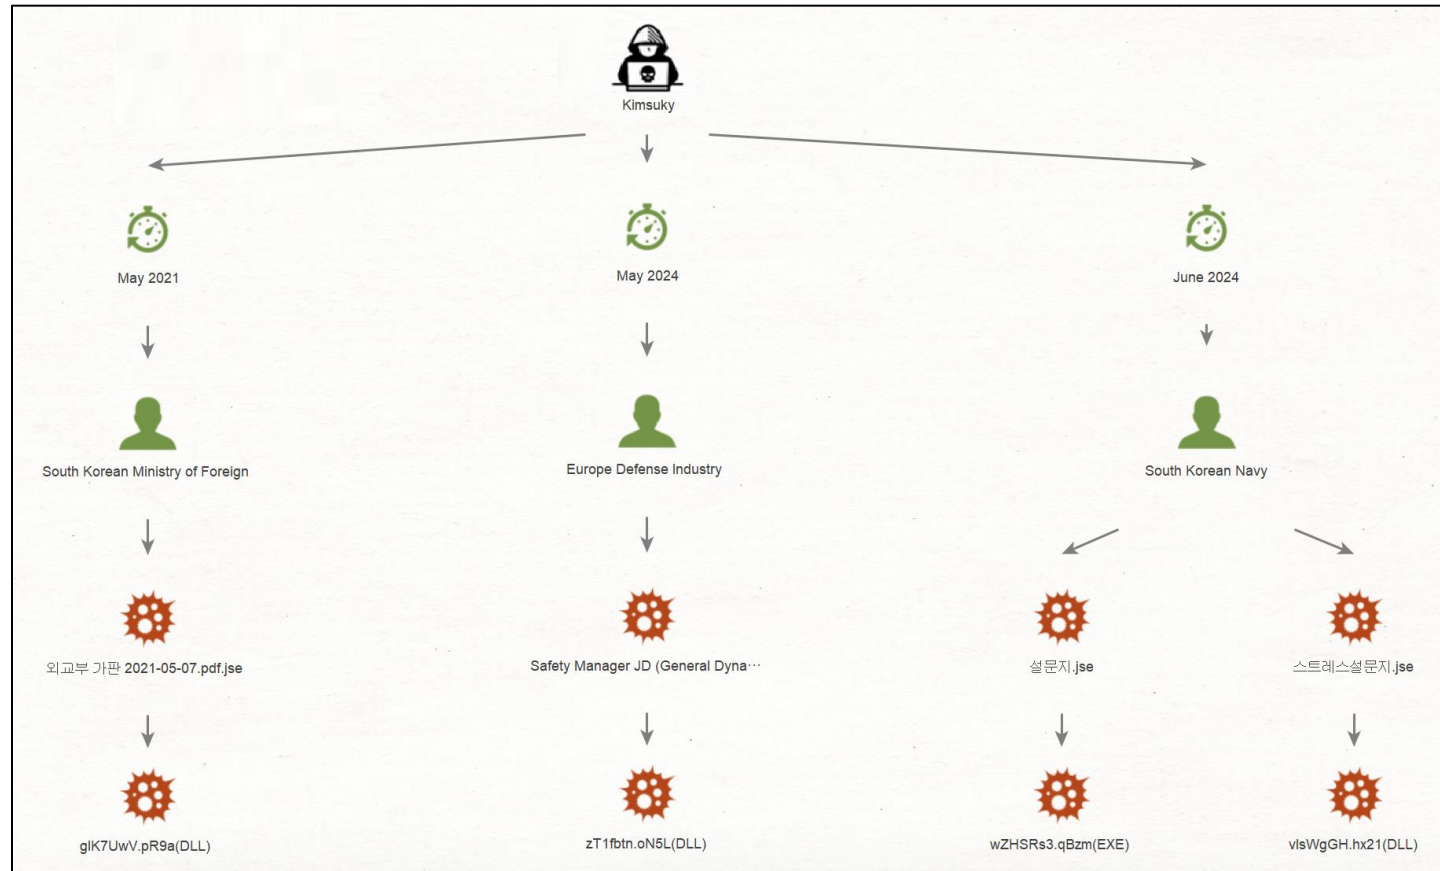 Kimsuky
May 2021
May 2024
June 2024
South Korean Ministry of Foreign
Europe Defense Industry
South Korean Navy
외교부 가판 2021-05-07.pdf.jse
Safety Manager JD (General Dyna···
설문지.jse
스트레스설문지.jse
glK7UwV.pR9a(DLL)
zT1fbtn.oN5L(DLL)
wZHSRs3.qBzm(EXE)
vlsWgGH.hx21(DLL)